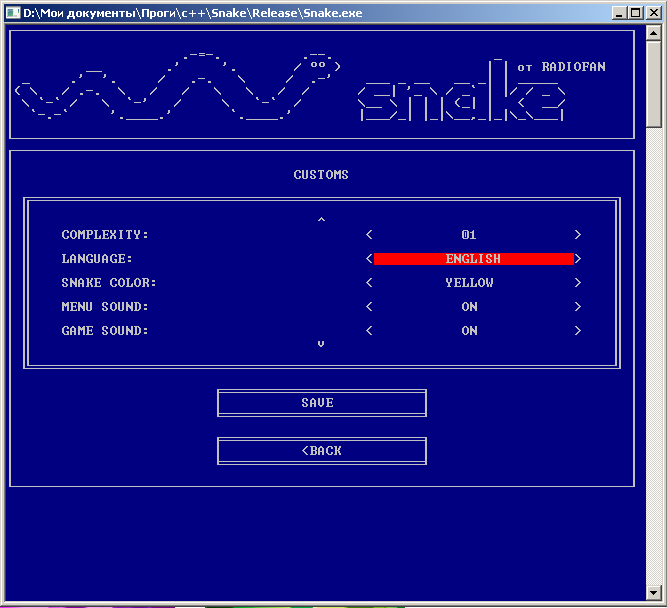 D:\Мои документы\Проги\c++\Snake\Release\Snake.exe
snake от RADIOFAN
CUSTOMS
^
COMPLEXITY: < 01 >
LANGUAGE: < ENGLISH >
SNAKE COLOR: < YELLOW >
MENU SOUND: < ON >
GAME SOUND: < ON >
v
SAVE
<BACK